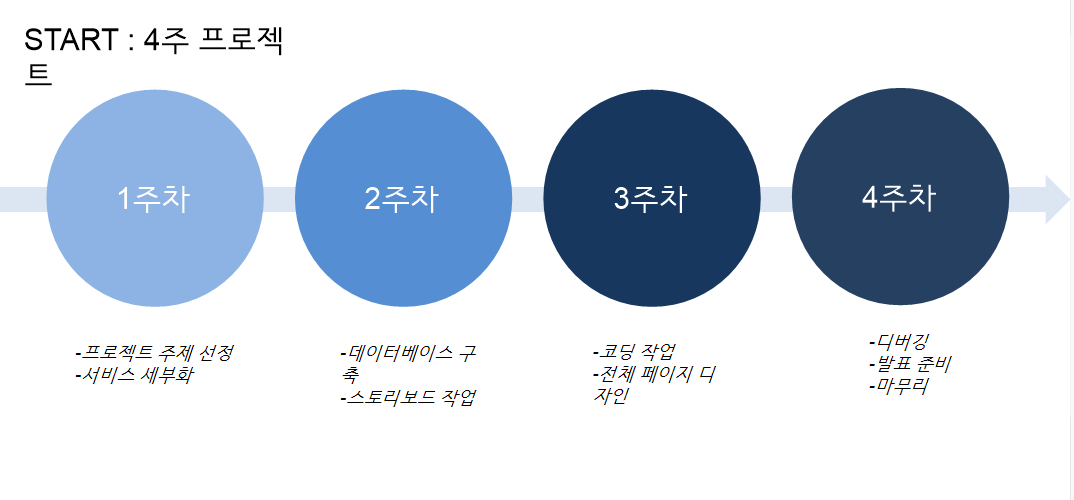 START : 4주 프로젝
트
1주차
2주차
3주차
4주차
-프로젝트 주제 선정
-서비스 세부화
-데이터베이스 구
축
-스토리보드 작업
-코딩 작업
-전체 페이지 디
자인
-디버깅
-발표 준비
-마무리